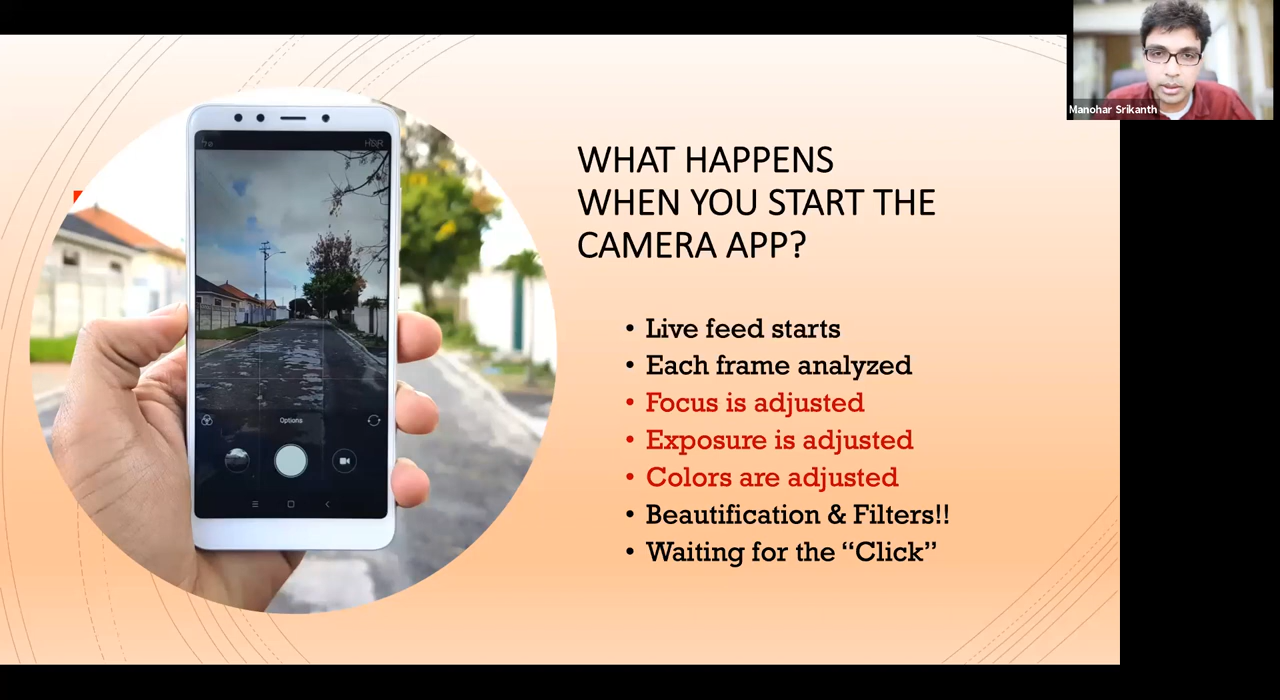 Manohar Srikanth
WHAT HAPPENS
WHEN YOU START THE
CAMERA APP?
HDR
Options
• Live feed starts
• Each frame analyzed
• Focus is adjusted
• Exposure is adjusted
• Colors are adjusted
• Beautification & Filters!!
• Waiting for the “Click”